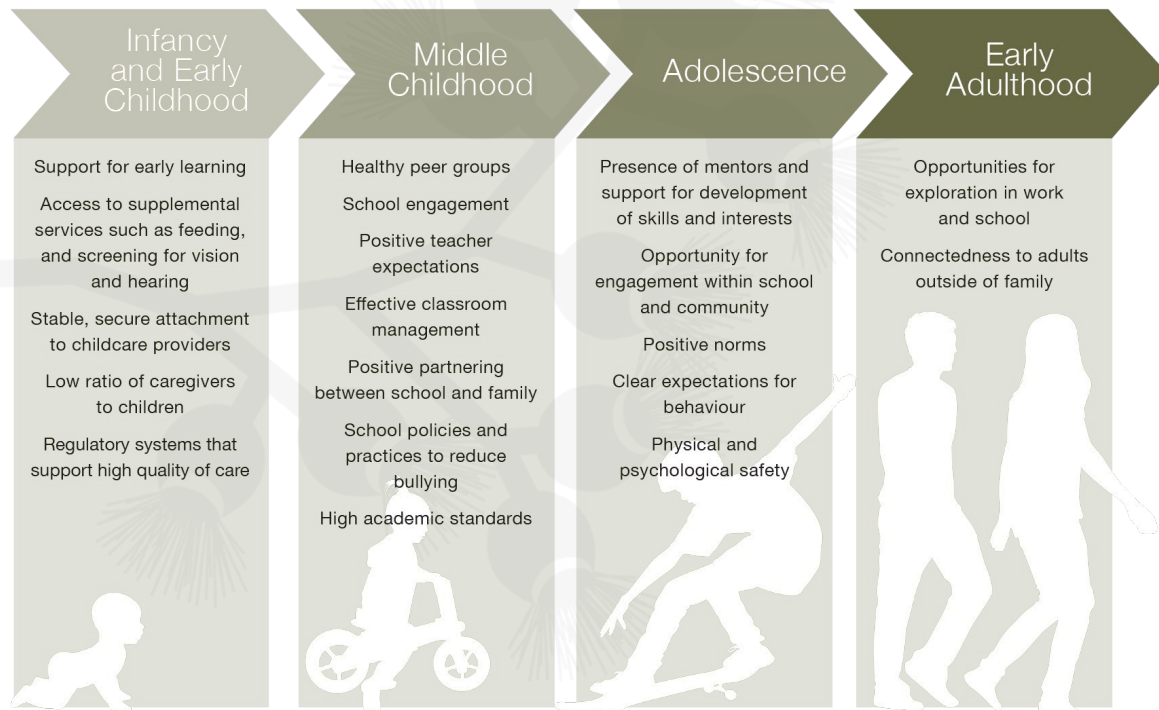 Infancy
and Early
Childhood
Support for early learning
Access to supplemental
services such as feeding,
and screening for vision
and hearing
Stable, secure attachment
to childcare providers
Low ratio of caregivers
to children
Regulatory systems that
support high quality of care
Middle
Childhood
Healthy peer groups
School engagement
Positive teacher
expectations
Effective classroom
management
Positive partnering
between school and family
School policies and
practices to reduce
bullying
High academic standards
Adolescence
Presence of mentors and
support for development
of skills and interests
Opportunity for
engagement within school
and community
Positive norms
Clear expectations for
behaviour
Physical and
psychological safety
Early
Adulthood
Opportunities for
exploration in work
and school
Connectedness to adults
outside of family